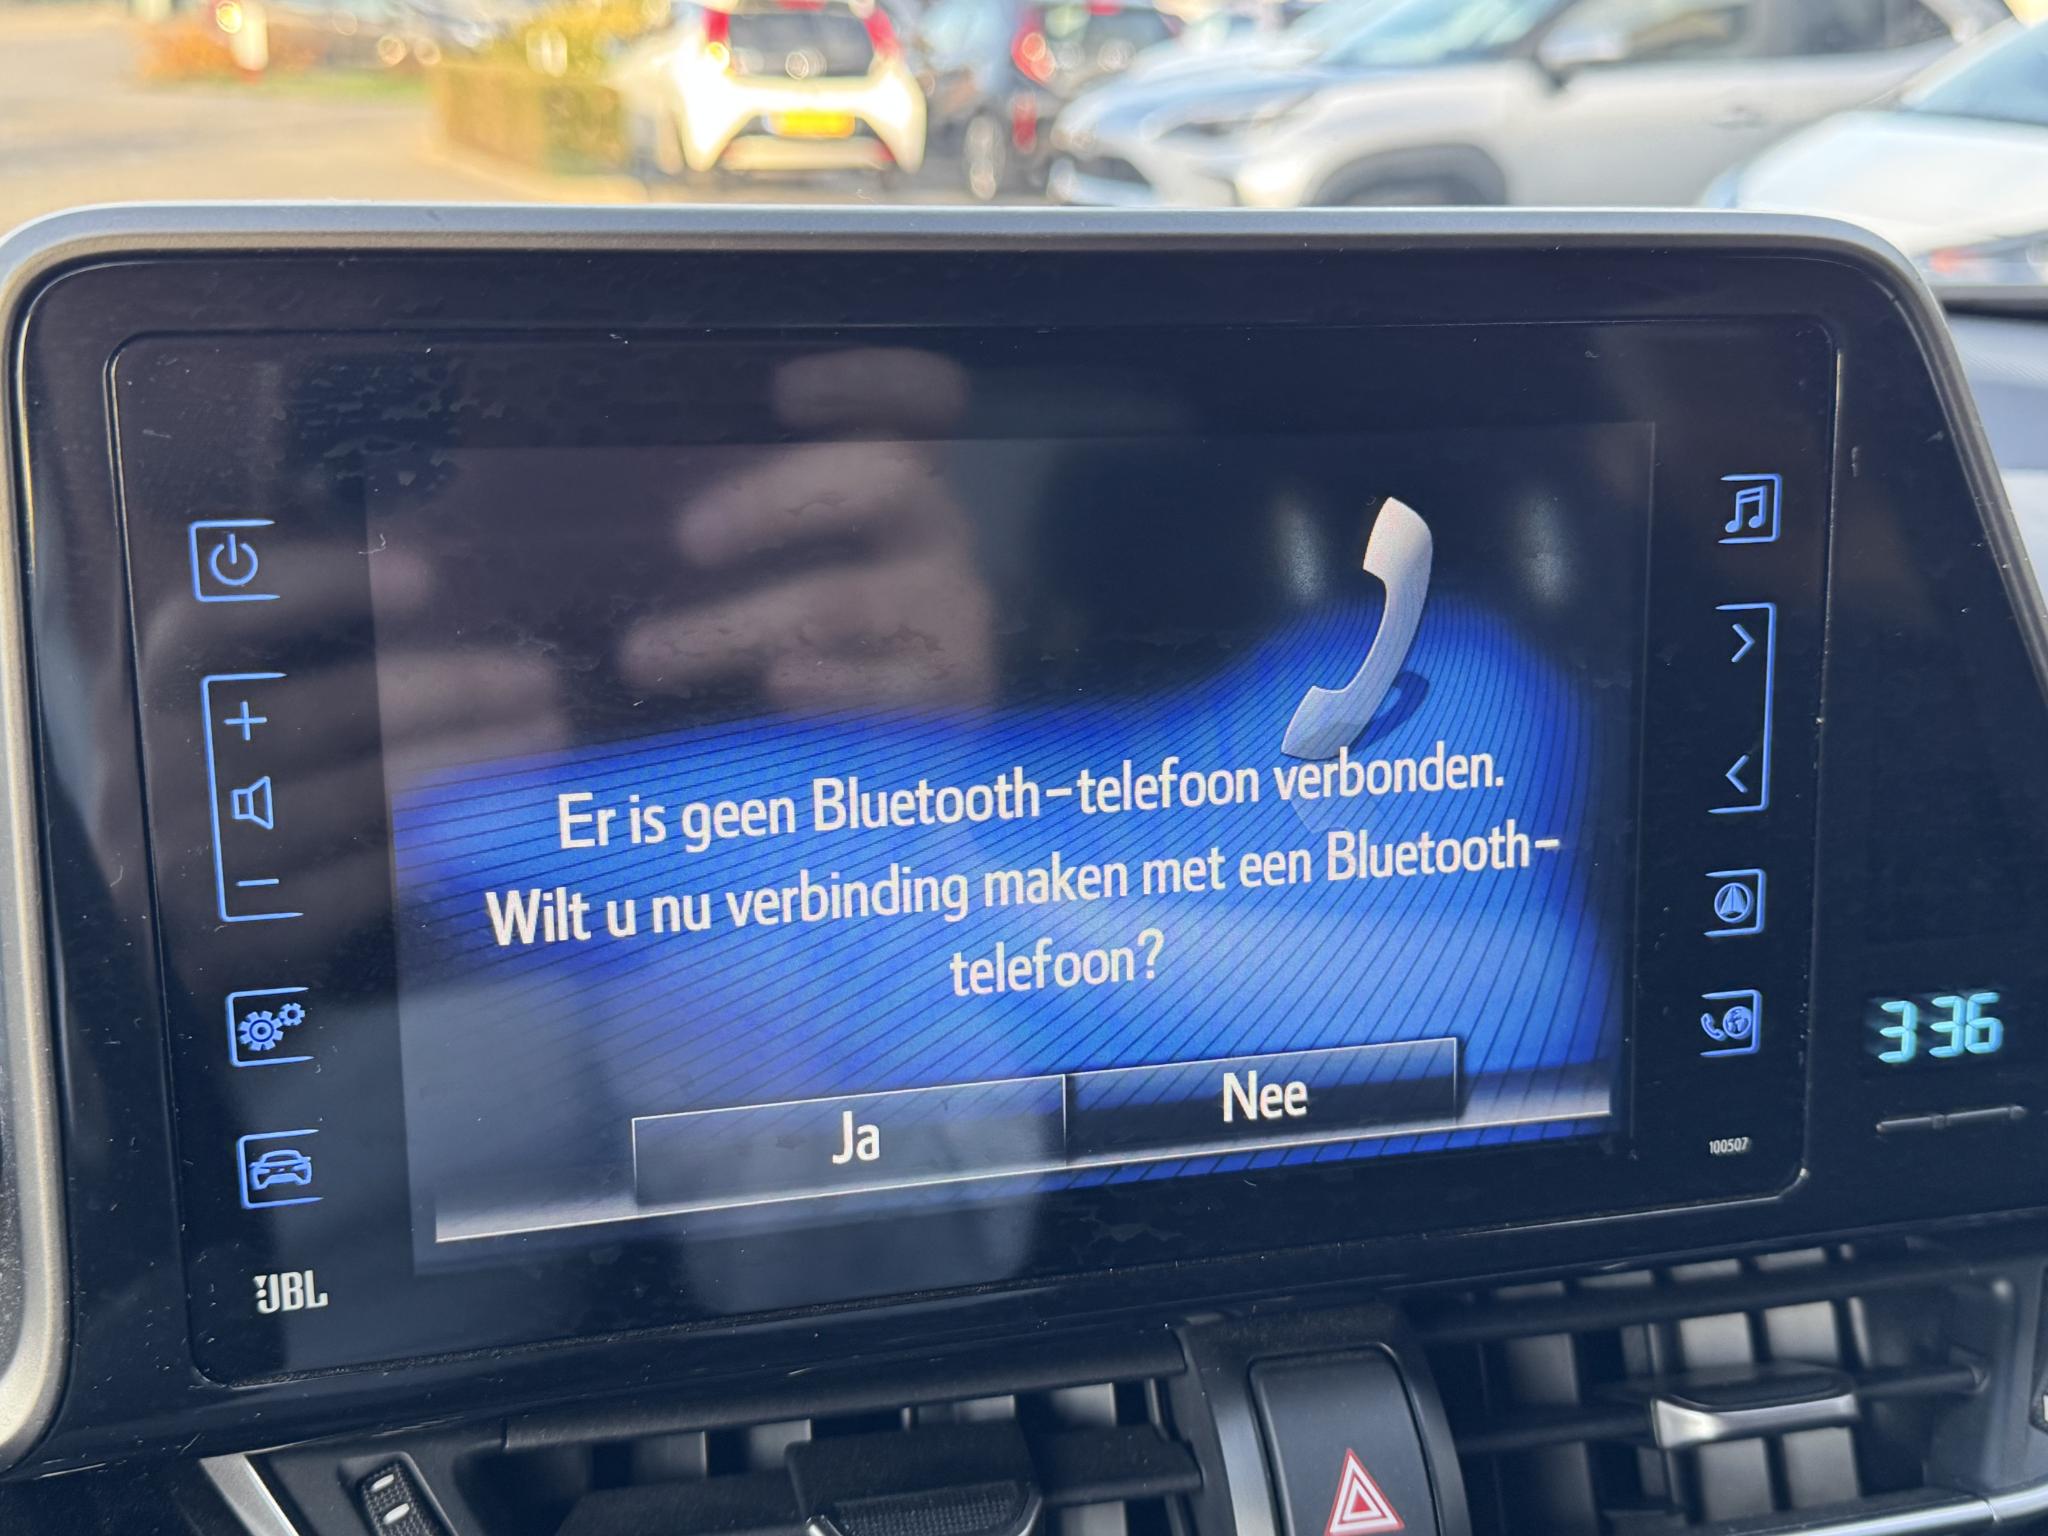 Er is geen Bluetooth-telefoon verbonden.
Wilt u nu verbinding maken met een Bluetooth-
telefoon?
Ja
Nee
3:36
100507
JBL